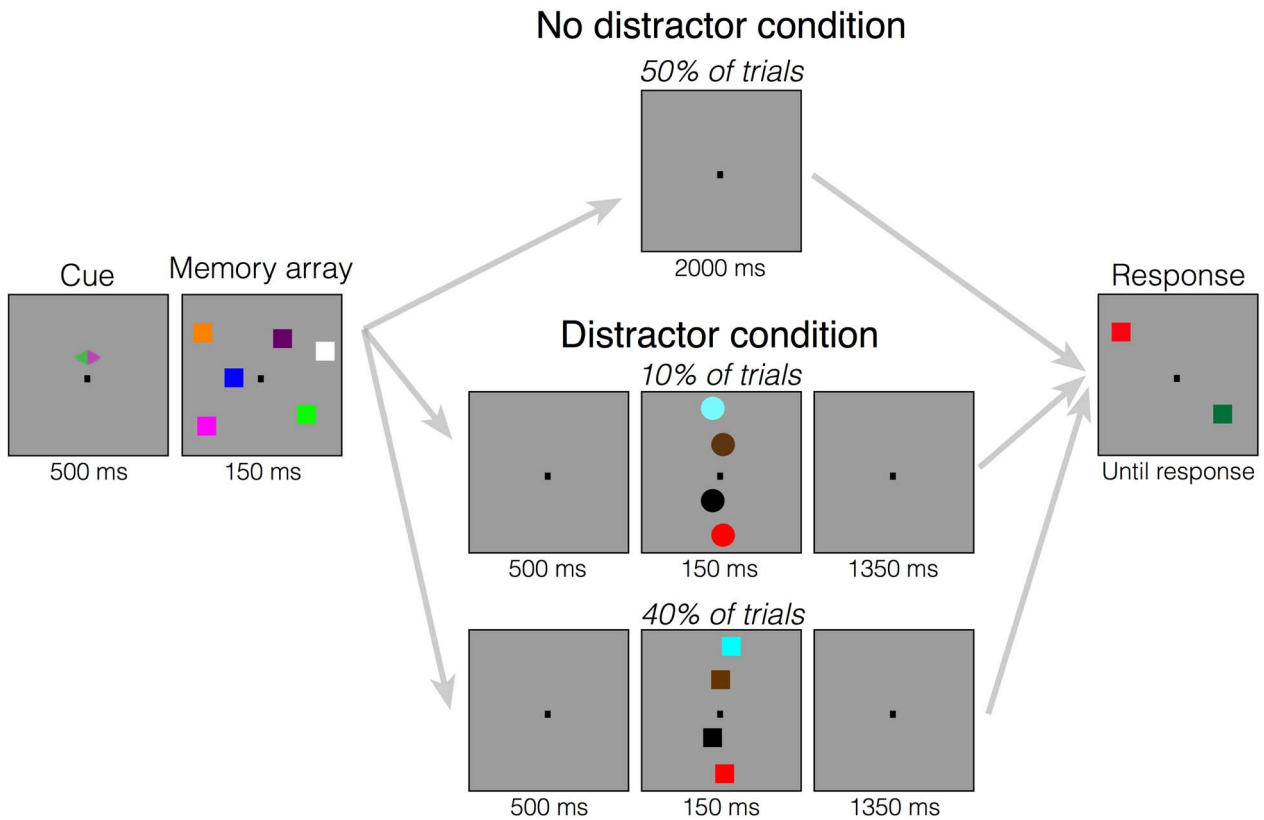 No distractor condition
50% of trials
2000 ms
Cue
500 ms
Memory array
150 ms
Distractor condition
10% of trials
500 ms
150 ms
1350 ms
40% of trials
500 ms
150 ms
1350 ms
Response
Until response